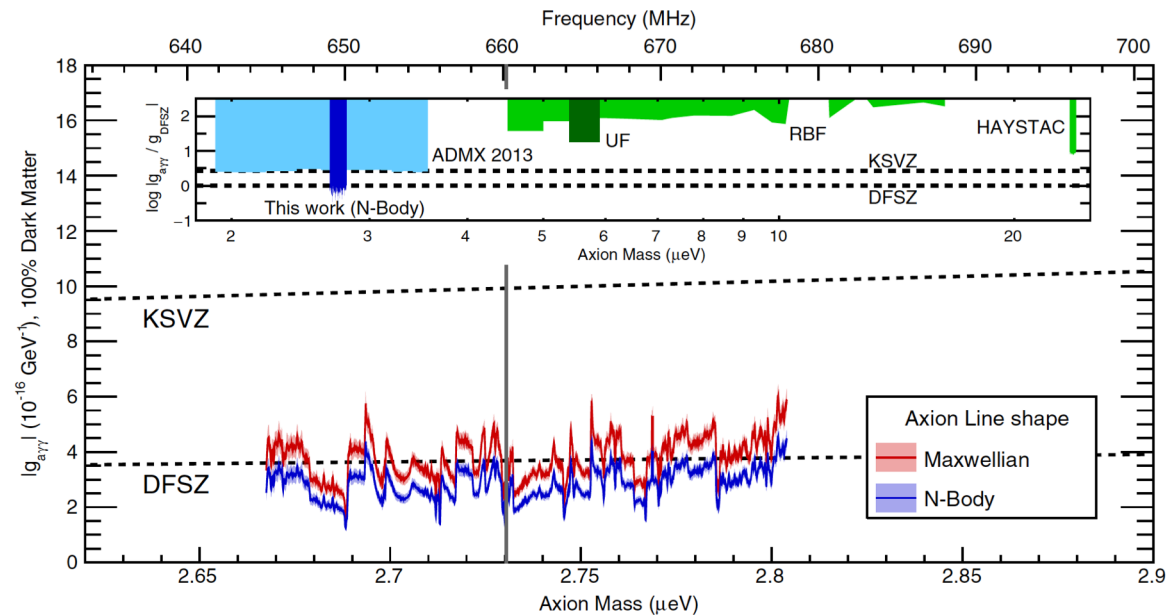 Frequency (MHz)
640 650 660 670 680 690 700
18
16
14
12
10
8
6
4
2
0
|g_aγγ| (10⁻¹⁶ GeV⁻¹), 100% Dark Matter
log |g_aγγ / g_DFSZ|
2
1
0
−1
ADMX 2013
UF
RBF
HAYSTAC
KSVZ
DFSZ
This work (N-Body)
2 3 4 5 6 7 8 9 10 20
Axion Mass (μeV)
KSVZ
DFSZ
Axion Line shape
Maxwellian
N-Body
2.65 2.7 2.75 2.8 2.85 2.9
Axion Mass (μeV)